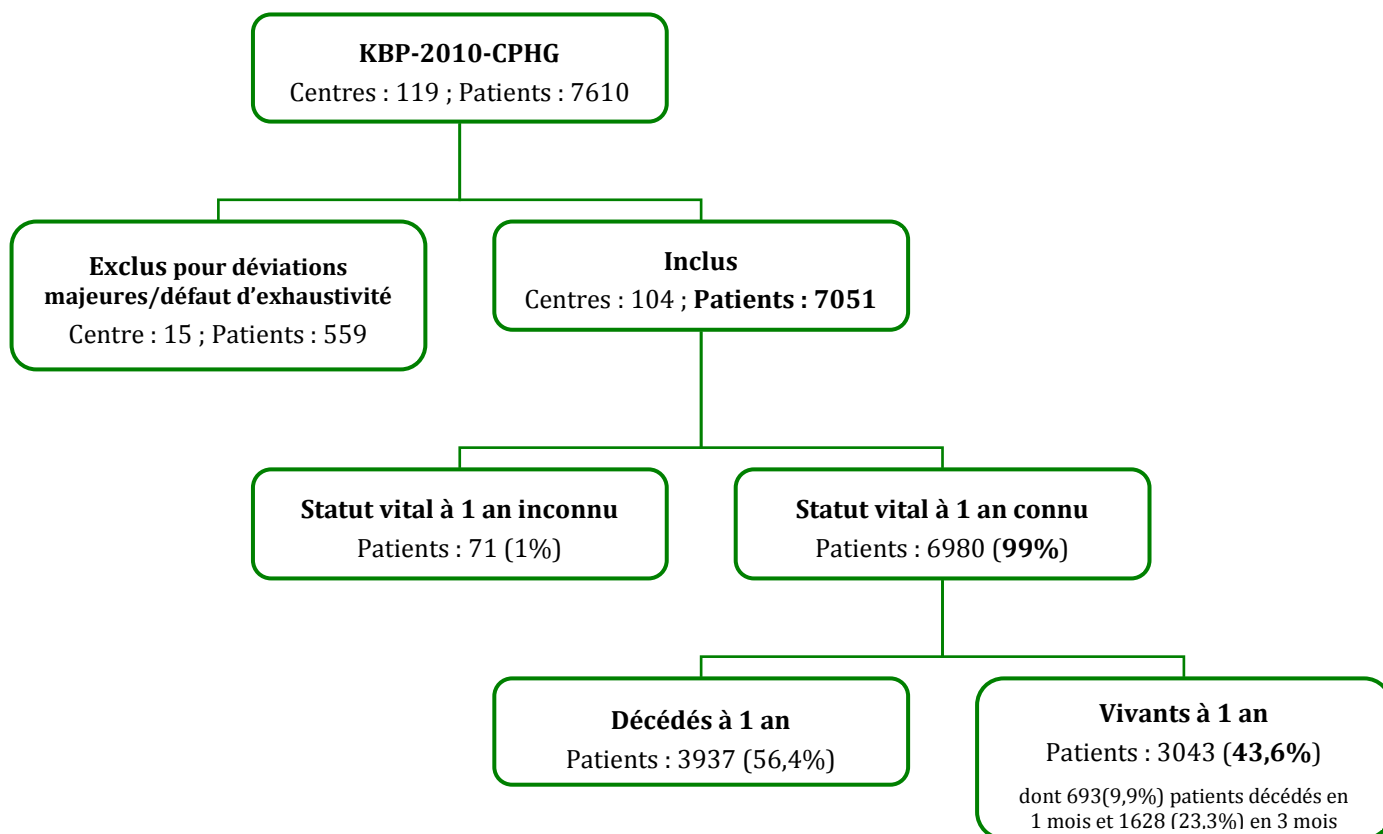 KBP-2010-CPHG
Centres : 119 ; Patients : 7610
Exclus pour déviations
majeures/défaut d’exhaustivité
Centre : 15 ; Patients : 559
Inclus
Centres : 104 ; Patients : 7051
Statut vital à 1 an inconnu
Patients : 71 (1%)
Statut vital à 1 an connu
Patients : 6980 (99%)
Décédés à 1 an
Patients : 3937 (56,4%)
Vivants à 1 an
Patients : 3043 (43,6%)
dont 693(9,9%) patients décédés en
1 mois et 1628 (23,3%) en 3 mois